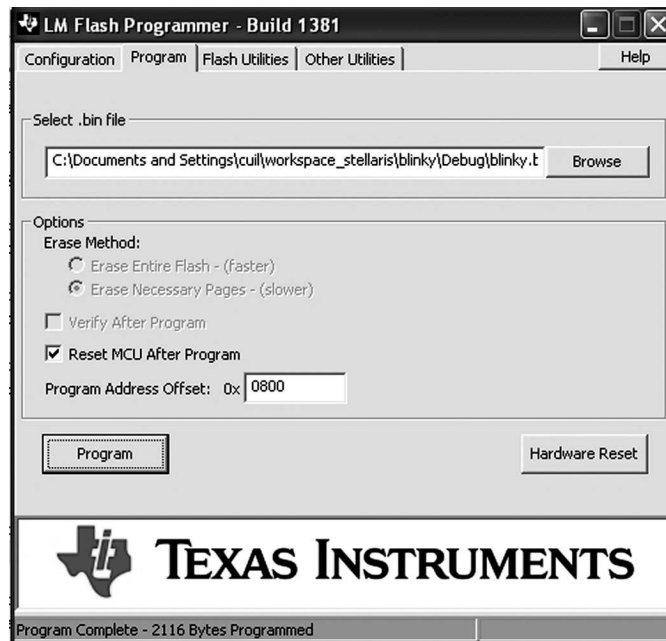 LM Flash Programmer - Build 1381
Configuration Program Flash Utilities Other Utilities Help
Select .bin file
C:\Documents and Settings\cuil\workspace_stellaris\blinky\Debug\blinky.b Browse
Options
Erase Method:
Erase Entire Flash - (faster)
Erase Necessary Pages - (slower)
Verify After Program
Reset MCU After Program
Program Address Offset: 0x 0800
Program Hardware Reset
TEXAS INSTRUMENTS
Program Complete - 2116 Bytes Programmed